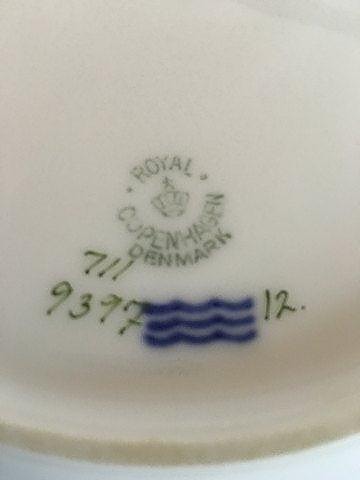 ROYAL
COPENHAGEN
DENMARK
711
9397 12.